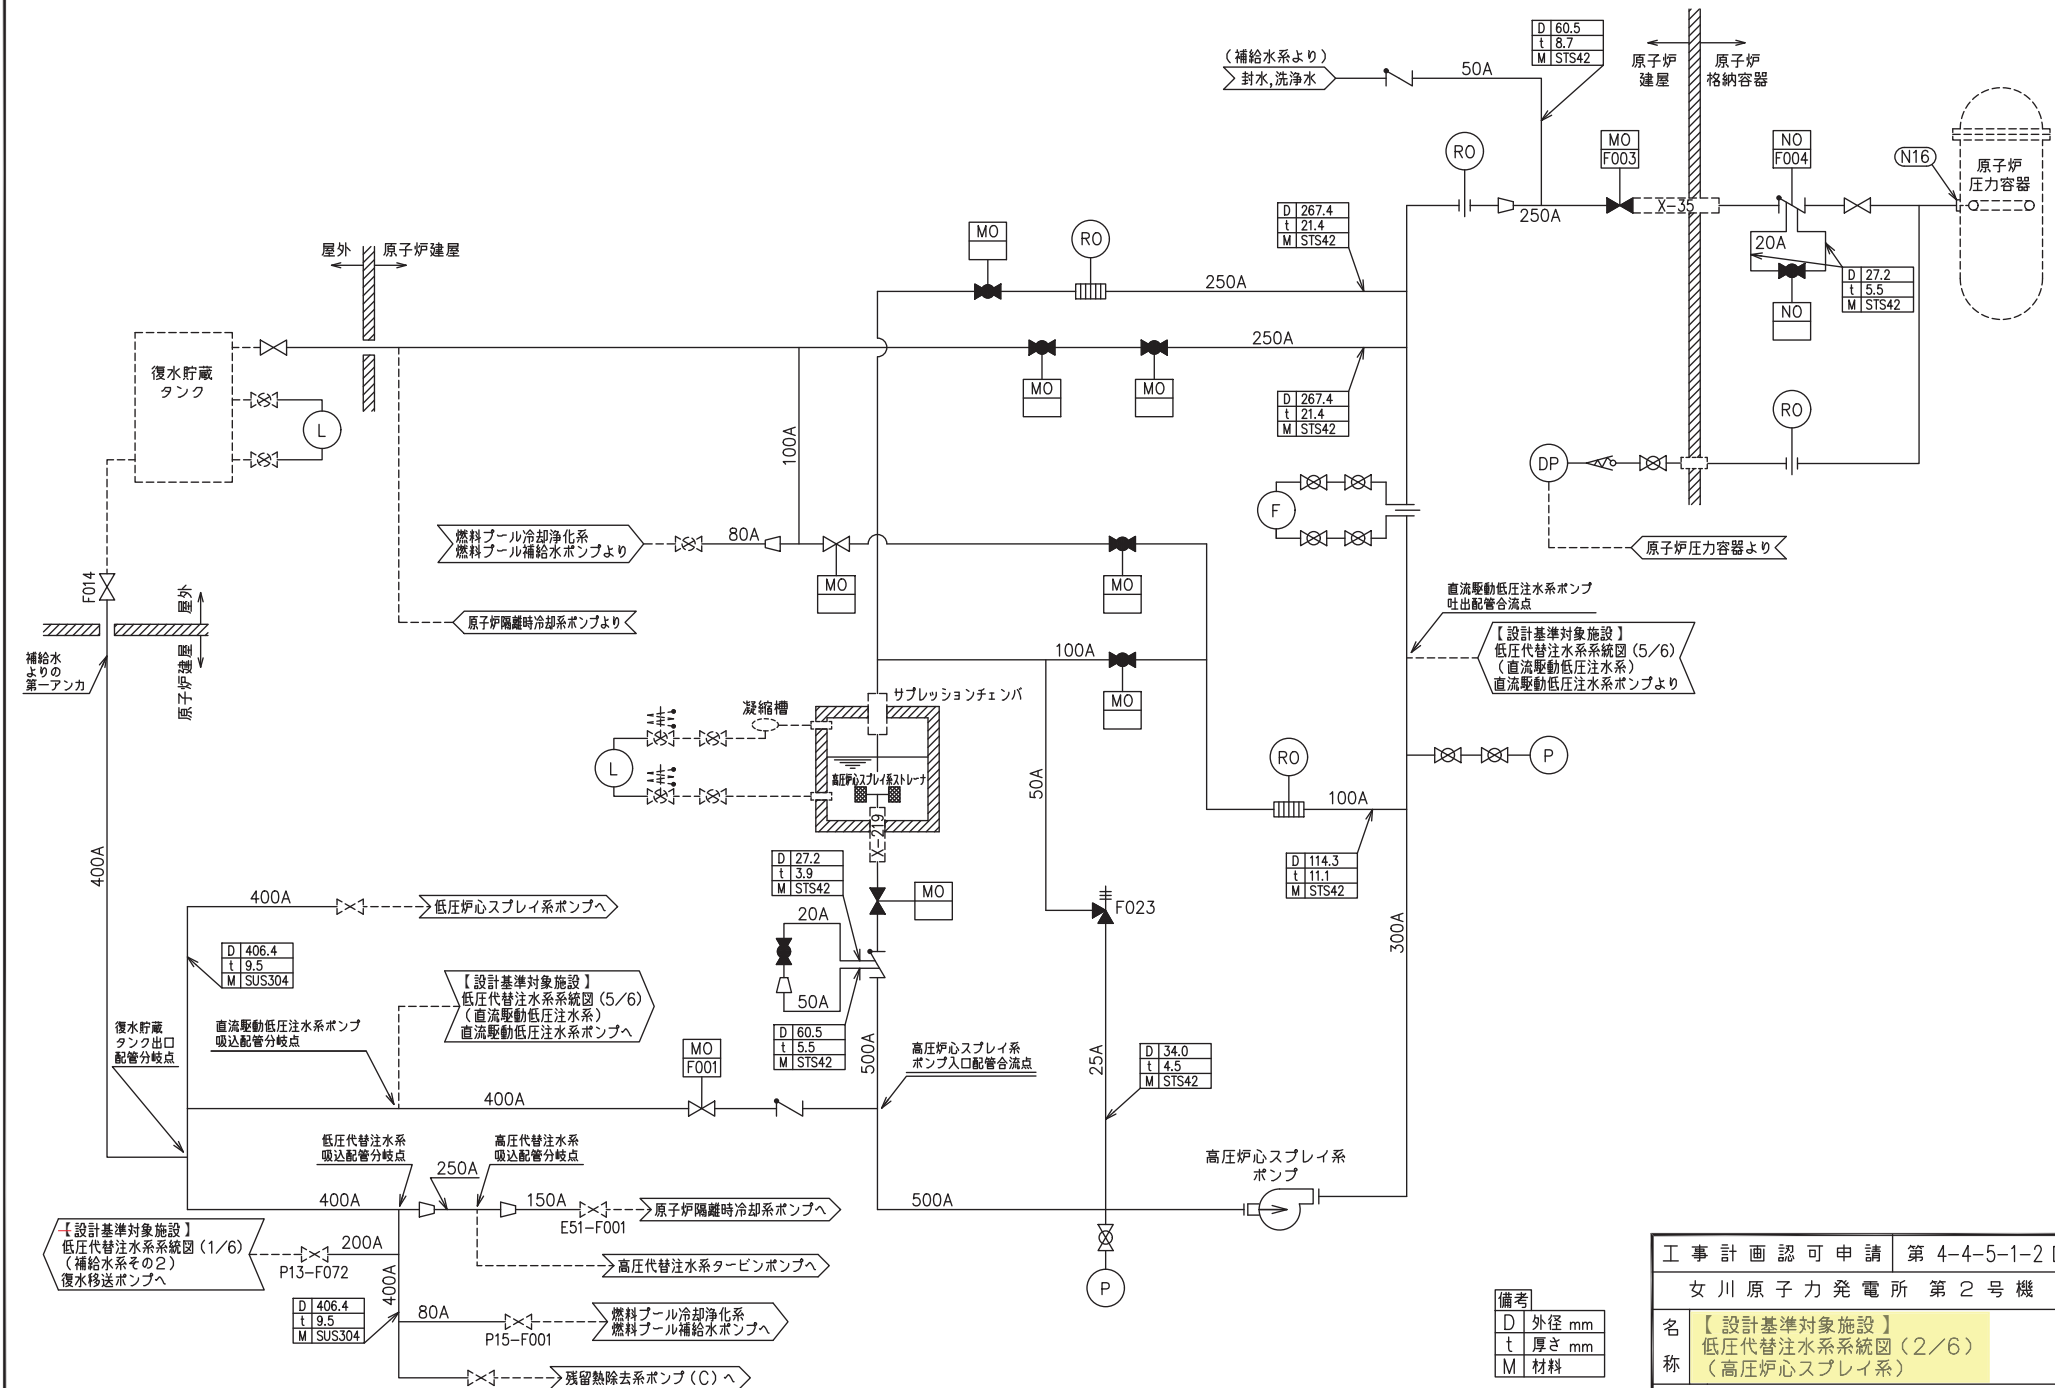 (補給水系より)
封水,洗浄水
50A
D 60.5
t 8.7
M STS42
原子炉
建屋
原子炉
格納容器
RO
MO
F003
NO
F004
N16
原子炉
圧力容器
250A
X-35
20A
D 27.2
t 5.5
M STS42
NO
屋外
原子炉建屋
MO
RO
250A
D 267.4
t 21.4
M STS42
復水貯蔵
タンク
L
MO
MO
250A
D 267.4
t 21.4
M STS42
100A
RO
DP
原子炉圧力容器より
F
燃料プール冷却浄化系
燃料プール補給水ポンプより
80A
MO
MO
原子炉隔離時冷却系ポンプより
F014
屋外
原子炉建屋
補給水
よりの
第一アンカ
直流駆動低圧注水系ポンプ
吐出配管合流点
【設計基準対象施設】
低圧代替注水系系統図(5/6)
(直流駆動低圧注水系)
直流駆動低圧注水系ポンプより
100A
MO
サプレッションチェンバ
凝縮槽
L
高圧炉心スプレイ系ストレーナ
X-219
50A
RO
P
100A
D 114.3
t 11.1
M STS42
400A
300A
D 27.2
t 3.9
M STS42
MO
20A
50A
D 60.5
t 5.5
M STS42
F023
400A
低圧炉心スプレイ系ポンプへ
D 406.4
t 9.5
M SUS304
【設計基準対象施設】
低圧代替注水系系統図(5/6)
(直流駆動低圧注水系)
直流駆動低圧注水系ポンプへ
復水貯蔵
タンク出口
配管分岐点
直流駆動低圧注水系ポンプ
吸込配管分岐点
MO
F001
500A
高圧炉心スプレイ系
ポンプ入口配管合流点
25A
D 34.0
t 4.5
M STS42
400A
低圧代替注水系
吸込配管分岐点
高圧代替注水系
吸込配管分岐点
250A
400A
150A
E51-F001
原子炉隔離時冷却系ポンプへ
500A
高圧炉心スプレイ系
ポンプ
【設計基準対象施設】
低圧代替注水系系統図(1/6)
(補給水系その2)
復水移送ポンプへ
200A
P13-F072
400A
高圧代替注水系タービンポンプへ
P
D 406.4
t 9.5
M SUS304
80A
P15-F001
燃料プール冷却浄化系
燃料プール補給水ポンプへ
残留熱除去系ポンプ(C)へ
備考
D 外径 mm
t 厚さ mm
M 材料
工事計画認可申請 第 4-4-5-1-2
女川原子力発電所 第2号機
名称
【設計基準対象施設】
低圧代替注水系系統図(2/6)
(高圧炉心スプレイ系)